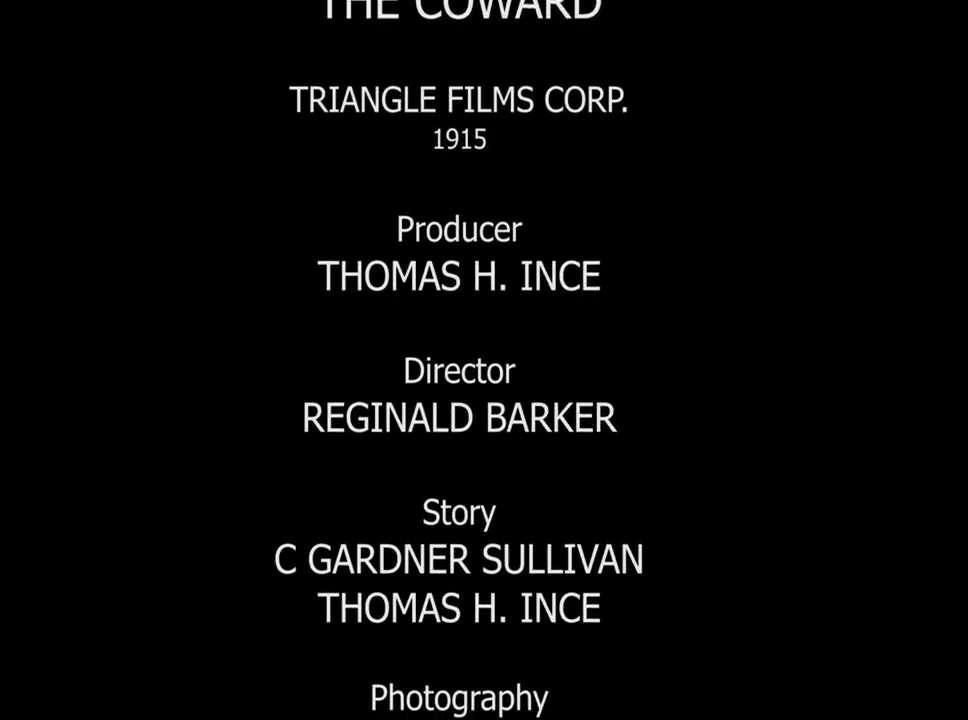 THE COWARD
TRIANGLE FILMS CORP.
1915
Producer
THOMAS H. INCE
Director
REGINALD BARKER
Story
C GARDNER SULLIVAN
THOMAS H. INCE
Photography